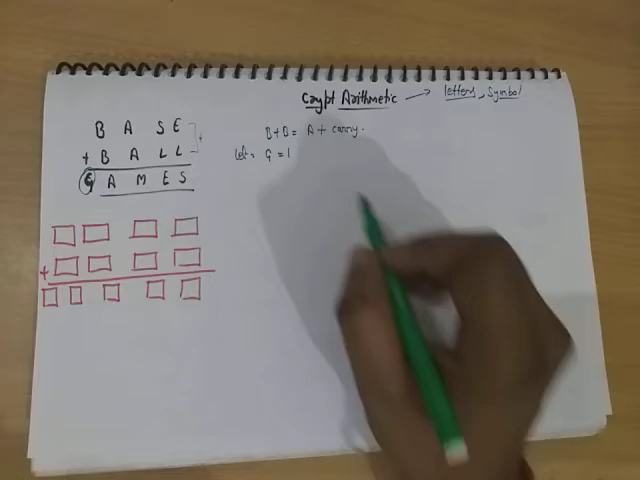 Crypt Arithmetic → letters, Symbol
B A S E
+ B A L L
G A M E S
B+B = A + carry.
Let = G = 1